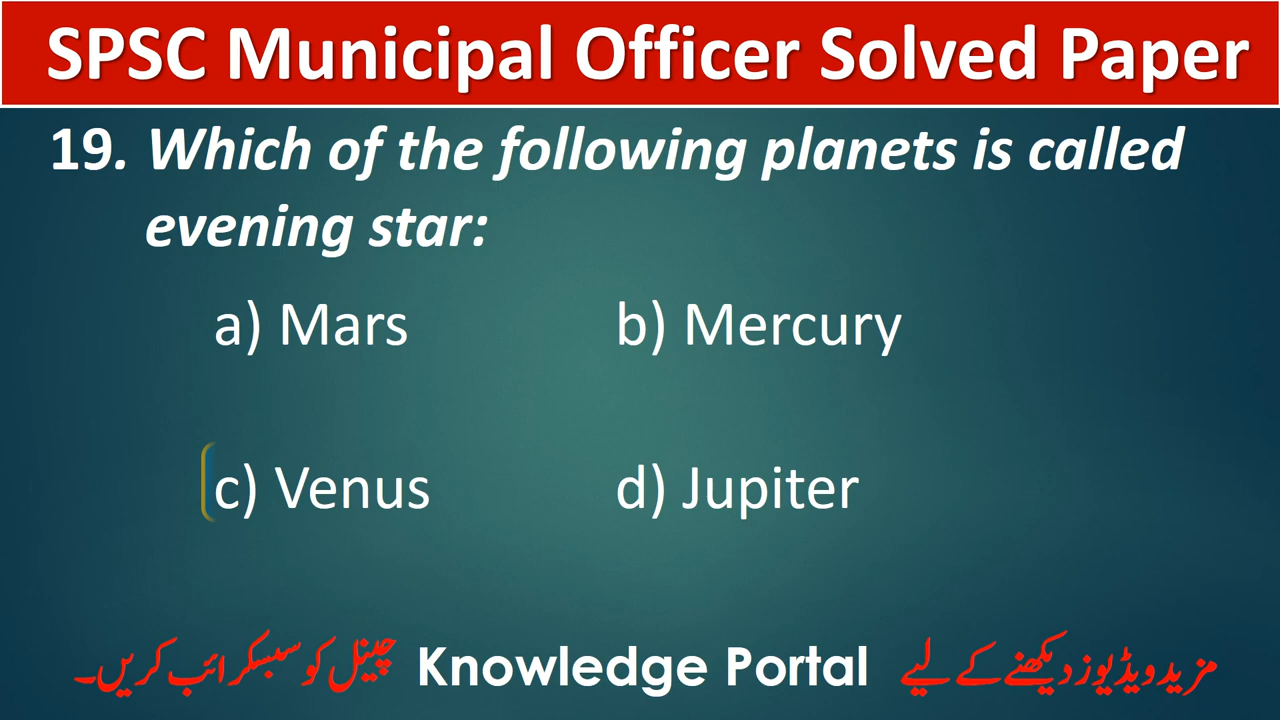 SPSC Municipal Officer Solved Paper
19. Which of the following planets is called
evening star:
a) Mars b) Mercury
c) Venus d) Jupiter
مزید ویڈیوز دیکھنے کے لیے Knowledge Portal چینل کو سبسکرائب کریں۔